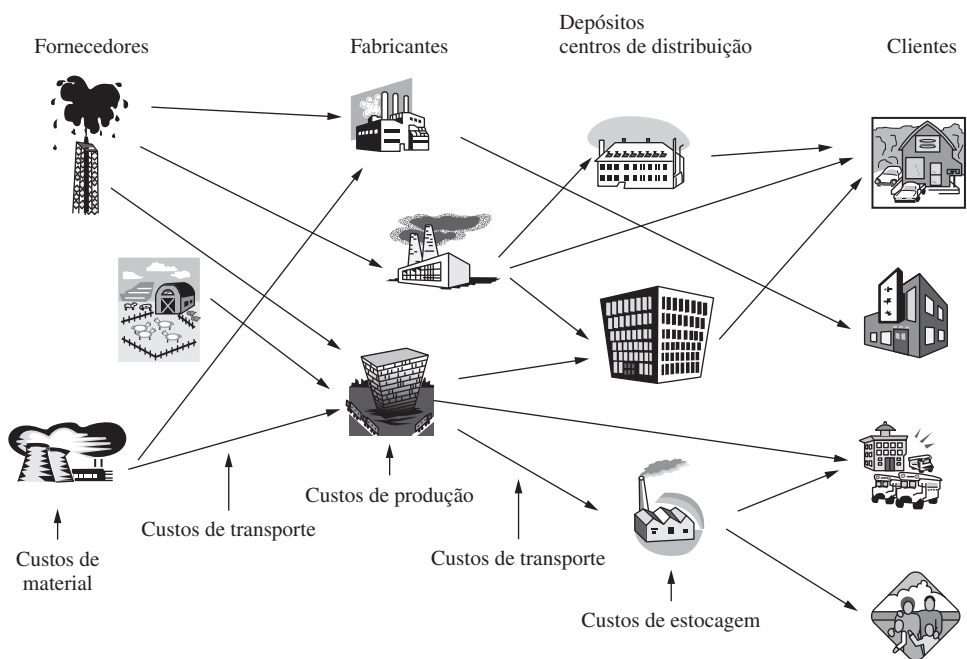 Fornecedores
Fabricantes
Depósitos
centros de distribuição
Clientes
Custos de produção
Custos de transporte
Custos de transporte
Custos de
material
Custos de estocagem